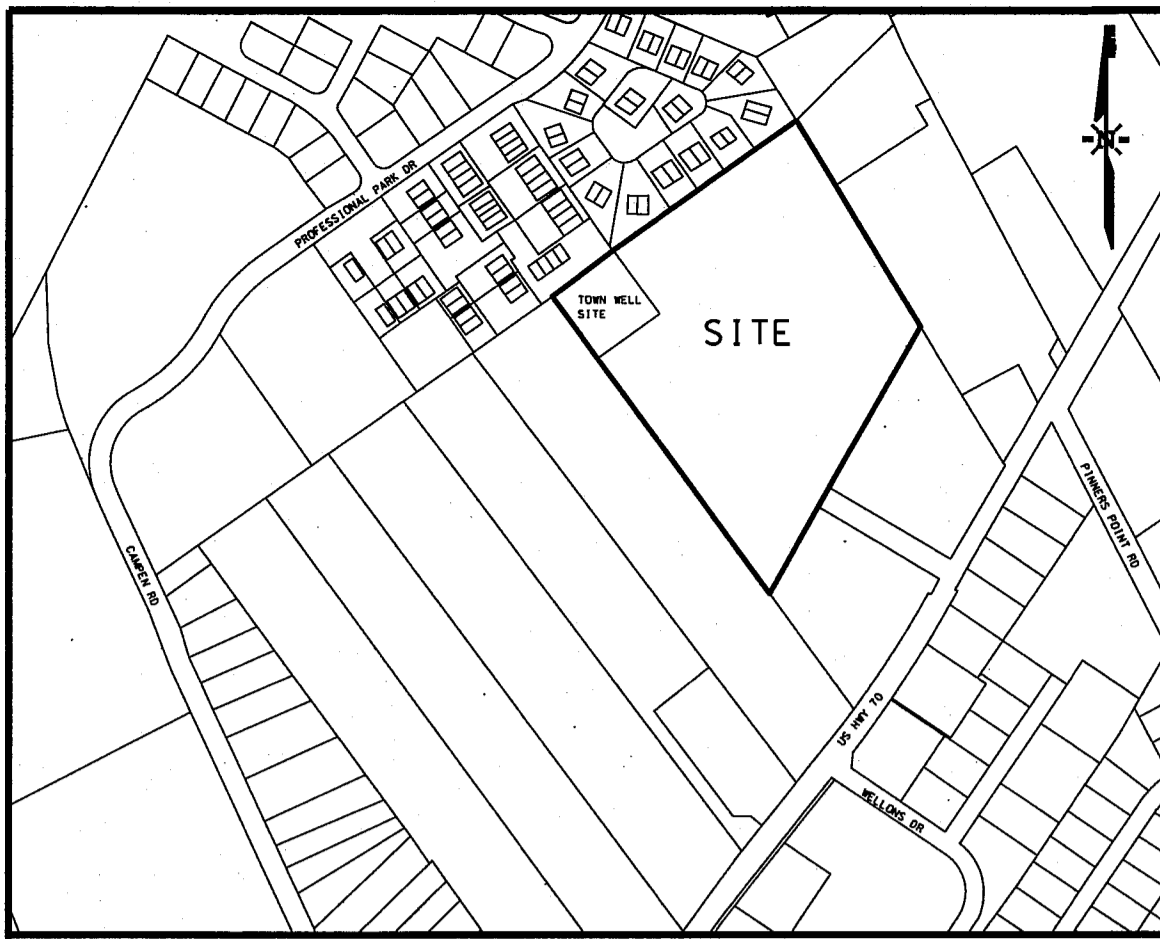 N
PROFESSIONAL PARK DR
TOWN WELL
SITE
SITE
PINNERS POINT RD
CAMPEN RD
US HWY 70
WELLONS DR